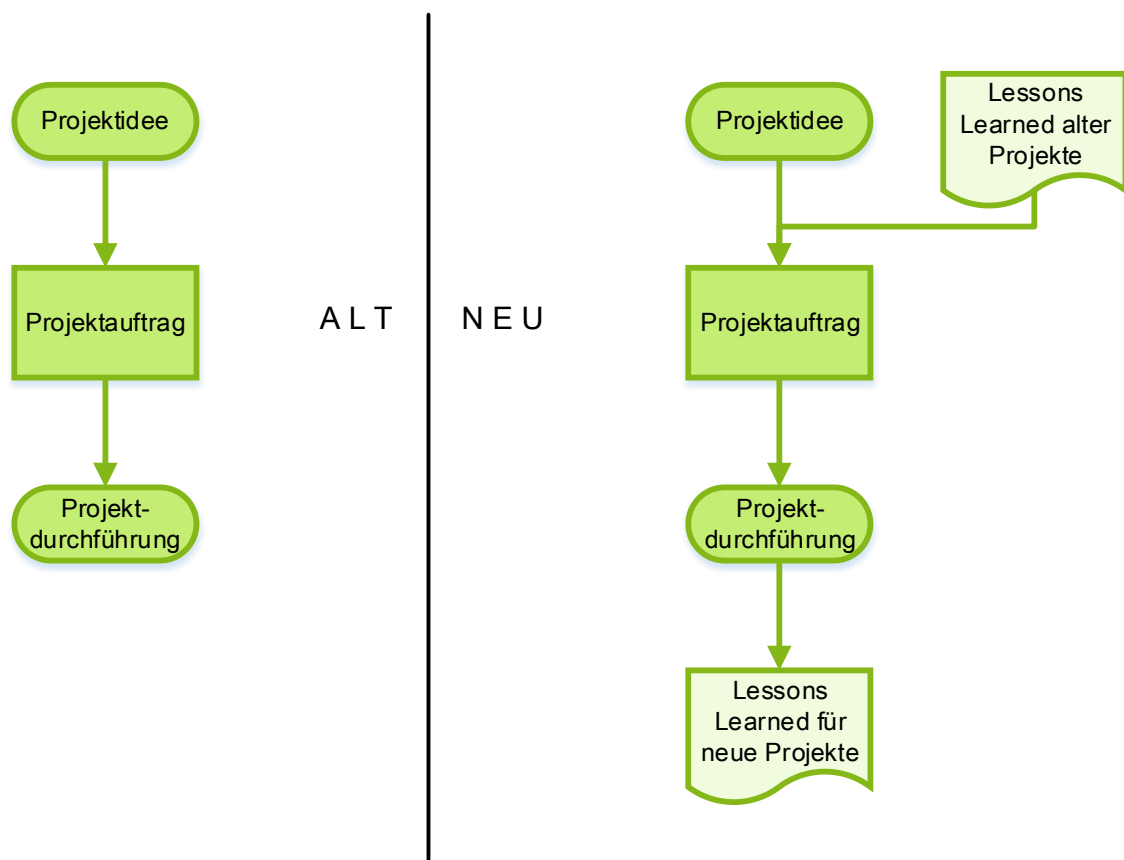 Projektidee
Projektauftrag
Projekt-
durchführung
A L T
N E U
Projektidee
Lessons
Learned alter
Projekte
Projektauftrag
Projekt-
durchführung
Lessons
Learned für
neue Projekte